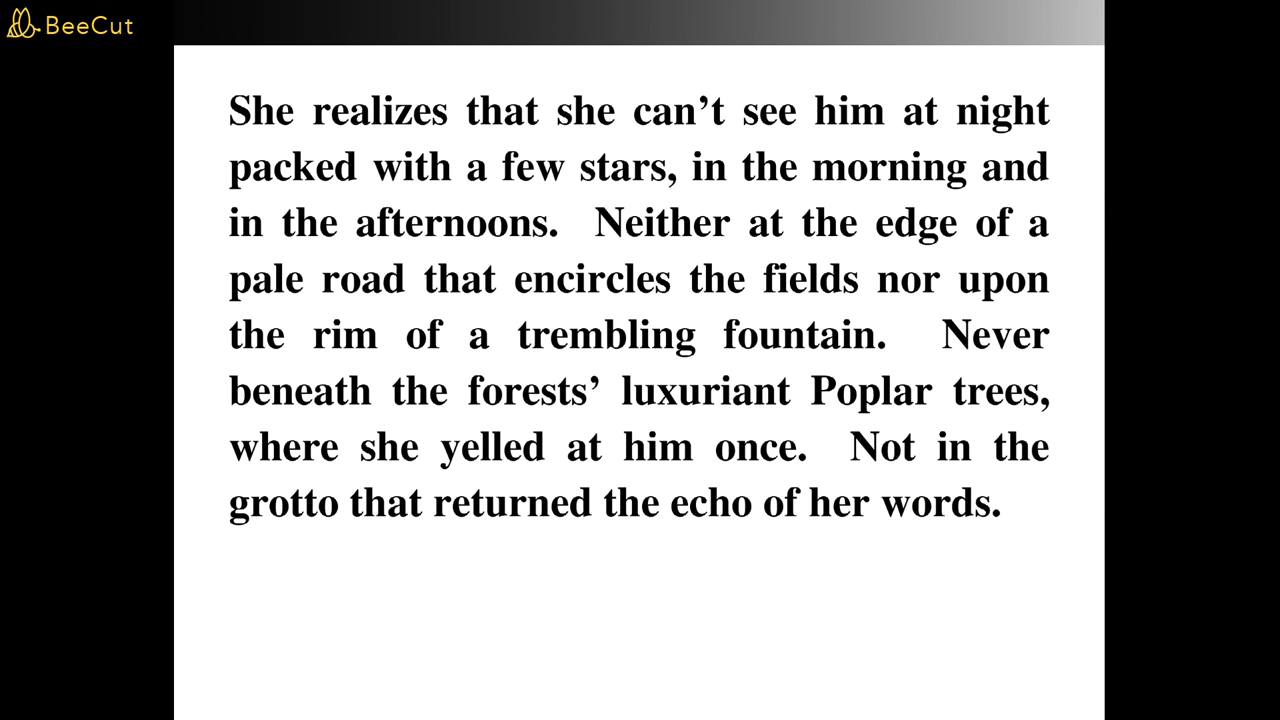 BeeCut
She realizes that she can’t see him at night
packed with a few stars, in the morning and
in the afternoons.  Neither at the edge of a
pale road that encircles the fields nor upon
the rim of a trembling fountain.  Never
beneath the forests’ luxuriant Poplar trees,
where she yelled at him once.  Not in the
grotto that returned the echo of her words.